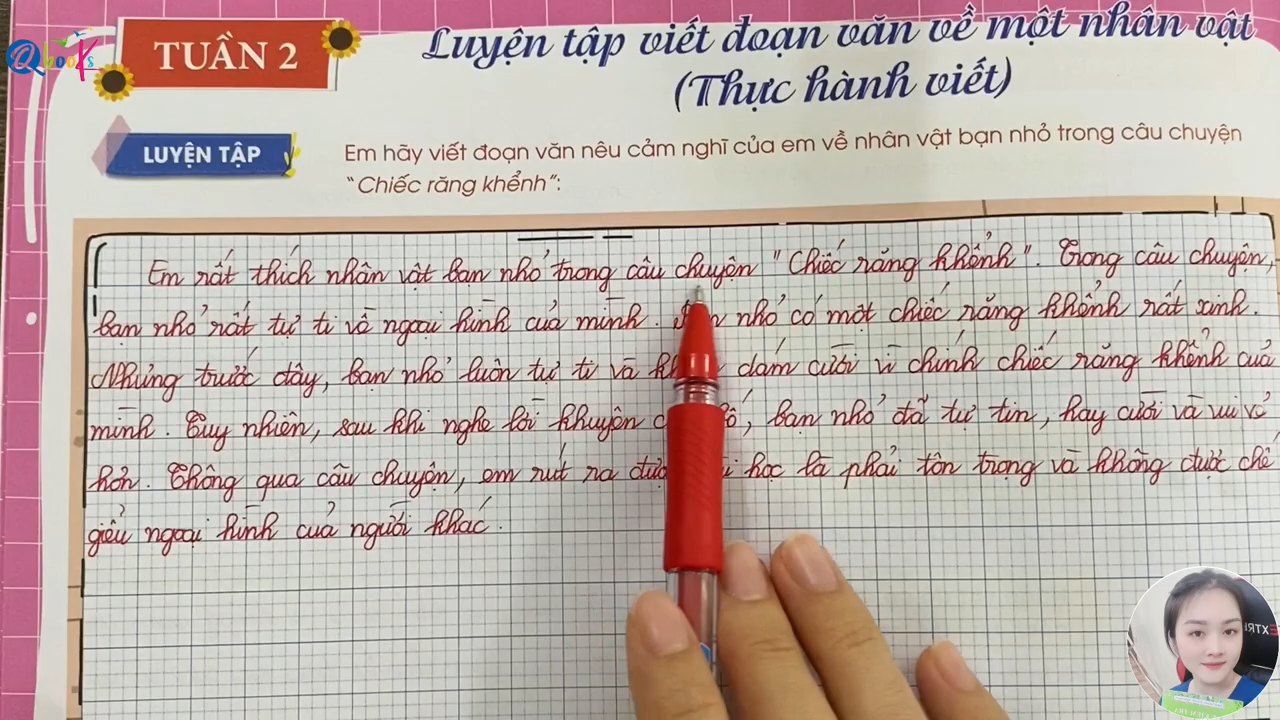 Qbooks
TUẦN 2
Luyện tập viết đoạn văn về một nhân vật
(Thực hành viết)
LUYỆN TẬP
Em hãy viết đoạn văn nêu cảm nghĩ của em về nhân vật bạn nhỏ trong câu chuyện
“Chiếc răng khểnh”:
Em rất thích nhân vật bạn nhỏ trong câu chuyện "Chiếc răng khểnh". Trong câu chuyện,
bạn nhỏ rất tự ti về ngoại hình của mình. nhỏ có một chiếc răng khểnh rất xinh.
Nhưng trước đây, bạn nhỏ luôn tự ti và dám cười vì chính chiếc răng khểnh của
mình. Tuy nhiên, sau khi nghe lời khuyên bạn nhỏ đã tự tin, hay cười và vui vẻ
hơn. Thông qua câu chuyện, em rút ra học là phải tôn trọng và không được chê
giễu ngoại hình của người khác.